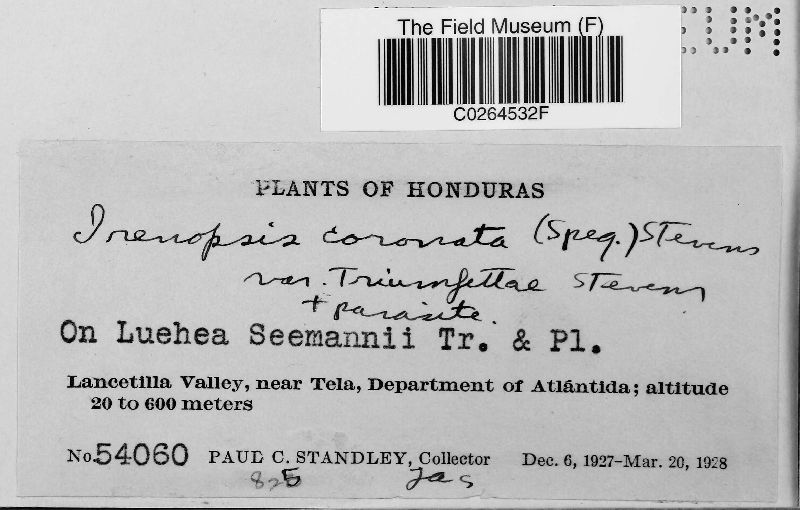 The Field Museum (F)
C0264532F
PLANTS OF HONDURAS
Irenopsis coronata (Speg.) Stevens
var. Triumfettae Stevens
+ parasite.
On Luehea Seemannii Tr. & Pl.
Lancetilla Valley, near Tela, Department of Atlántida; altitude
20 to 600 meters
No. 54060 PAUL C. STANDLEY, Collector Dec. 6, 1927–Mar. 20, 1928
825